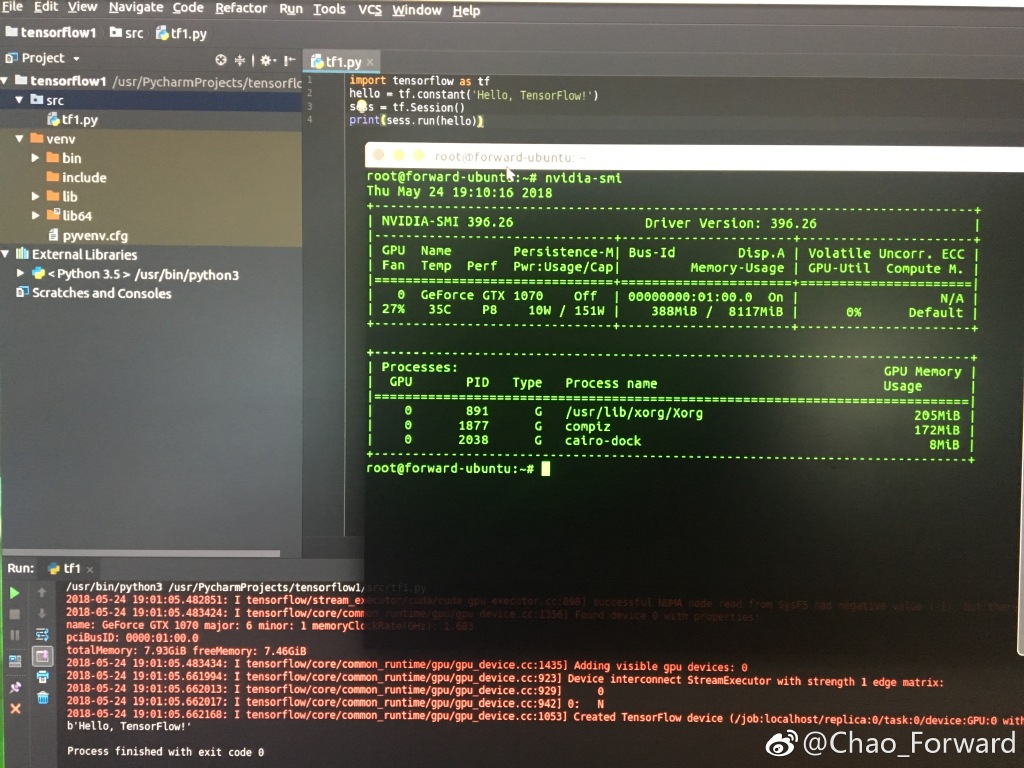 File Edit View Navigate Code Refactor Run Tools VCS Window Help
tensorflow1 src tf1.py
Project
tf1.py
tensorflow1 /usr/PycharmProjects/tensorflo
src
tf1.py
venv
bin
include
lib
lib64
pyvenv.cfg
External Libraries
< Python 3.5 > /usr/bin/python3
Scratches and Consoles
1 import tensorflow as tf
2 hello = tf.constant('Hello, TensorFlow!')
3 sess = tf.Session()
4 print(sess.run(hello))
root@forward-ubuntu: ~
root@forward-ubuntu:~# nvidia-smi
Thu May 24 19:10:16 2018
+-----------------------------------------------------------------------------+
| NVIDIA-SMI 396.26 Driver Version: 396.26 |
|-------------------------------+----------------------+----------------------+
| GPU Name Persistence-M| Bus-Id Disp.A | Volatile Uncorr. ECC |
| Fan Temp Perf Pwr:Usage/Cap| Memory-Usage | GPU-Util Compute M. |
|===============================+======================+======================|
| 0 GeForce GTX 1070 Off | 00000000:01:00.0 On | N/A |
| 27% 35C P8 10W / 151W | 388MiB / 8117MiB | 0% Default |
+-------------------------------+----------------------+----------------------+
+-----------------------------------------------------------------------------+
| Processes: GPU Memory |
| GPU PID Type Process name Usage |
|=============================================================================|
| 0 891 G /usr/lib/xorg/Xorg 205MiB |
| 0 1877 G compiz 172MiB |
| 0 2038 G cairo-dock 8MiB |
+-----------------------------------------------------------------------------+
root@forward-ubuntu:~#
Run: tf1
/usr/bin/python3 /usr/PycharmProjects/tensorflow1/src/tf1.py
2018-05-24 19:01:05.482851: I tensorflow/stream_executor/cuda/cuda_gpu_executor.cc:898] successful NUMA node read from SysFS had negative value (-1),
2018-05-24 19:01:05.483424: I tensorflow/core/common_runtime/gpu/gpu_device.cc:1356] Found device 0 with properties:
name: GeForce GTX 1070 major: 6 minor: 1 memoryClockRate(GHz): 1.683
pciBusID: 0000:01:00.0
totalMemory: 7.93GiB freeMemory: 7.46GiB
2018-05-24 19:01:05.483434: I tensorflow/core/common_runtime/gpu/gpu_device.cc:1435] Adding visible gpu devices: 0
2018-05-24 19:01:05.661994: I tensorflow/core/common_runtime/gpu/gpu_device.cc:923] Device interconnect StreamExecutor with strength 1 edge matrix:
2018-05-24 19:01:05.662013: I tensorflow/core/common_runtime/gpu/gpu_device.cc:929] 0
2018-05-24 19:01:05.662017: I tensorflow/core/common_runtime/gpu/gpu_device.cc:942] 0: N
2018-05-24 19:01:05.662168: I tensorflow/core/common_runtime/gpu/gpu_device.cc:1053] Created TensorFlow device (/job:localhost/replica:0/task:0/device:GPU:0 with
b'Hello, TensorFlow!'
Process finished with exit code 0
@Chao_Forward